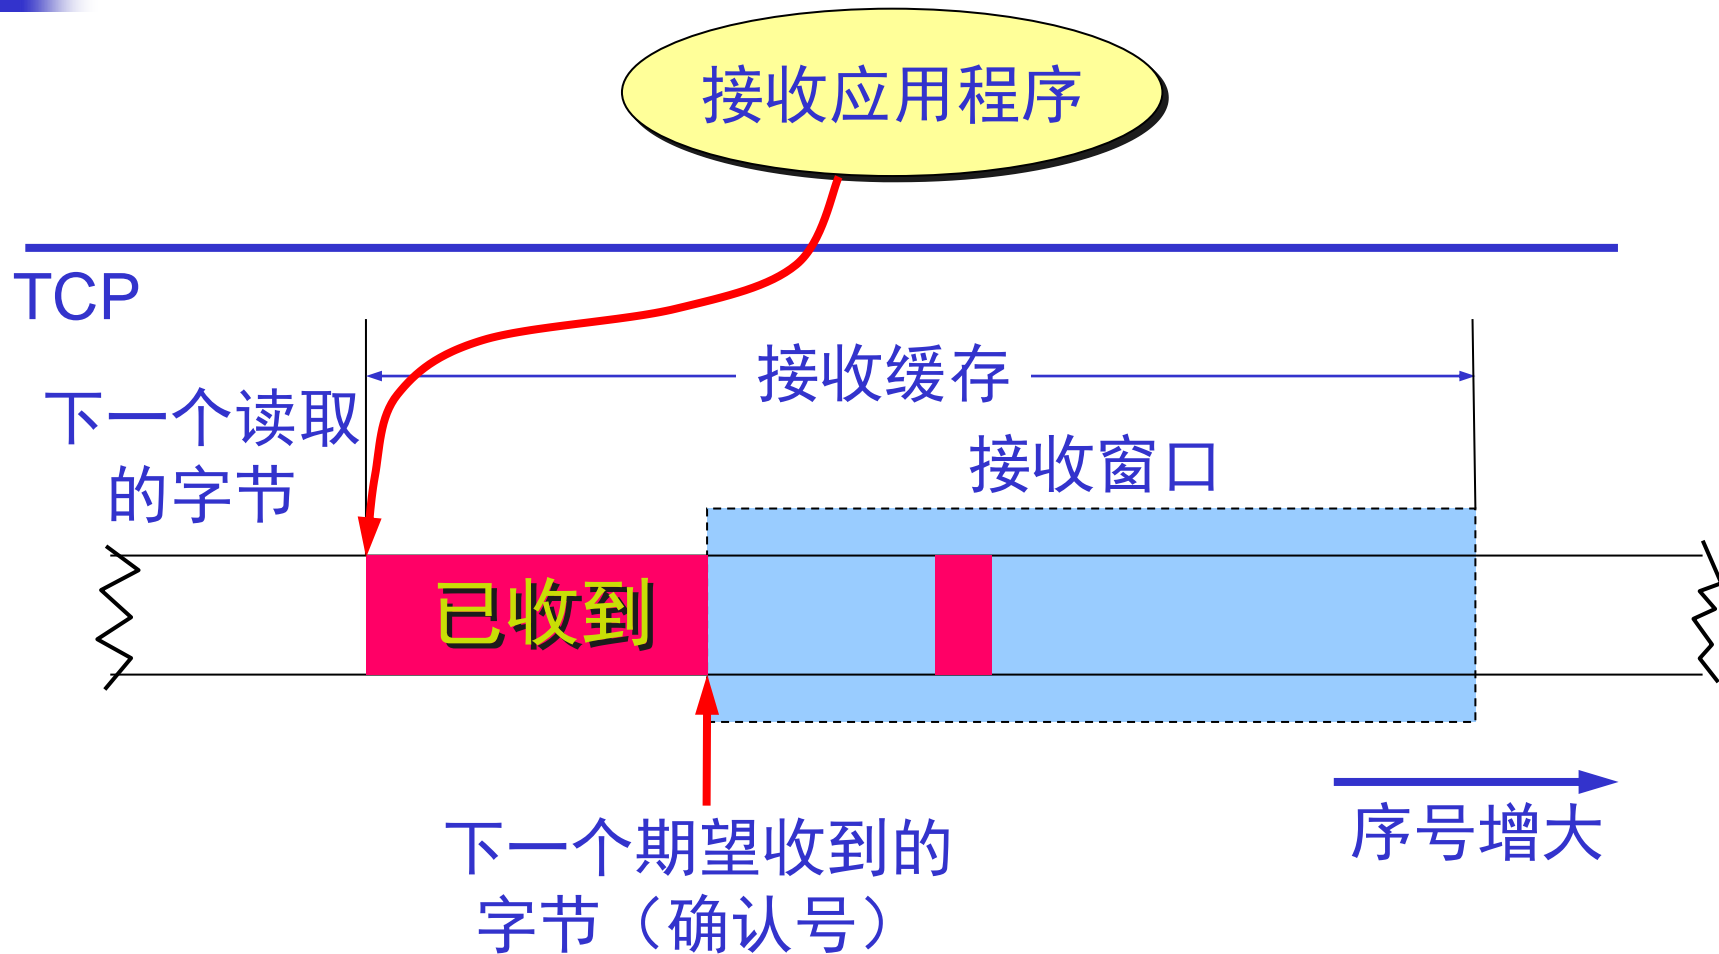 接收应用程序
TCP
接收缓存
下一个读取
的字节
接收窗口
已收到
下一个期望收到的
字节（确认号）
序号增大